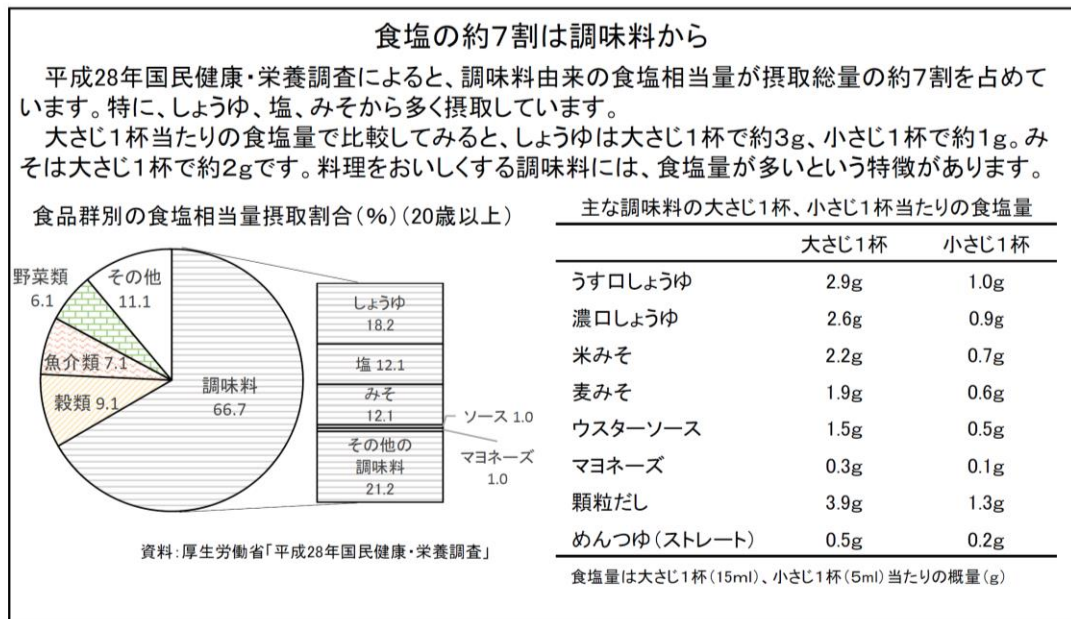 食塩の約7割は調味料から
平成28年国民健康・栄養調査によると、調味料由来の食塩相当量が摂取総量の約7割を占めて
います。特に、しょうゆ、塩、みそから多く摂取しています。
大さじ1杯当たりの食塩量で比較してみると、しょうゆは大さじ1杯で約3g、小さじ1杯で約1g。み
そは大さじ1杯で約2gです。料理をおいしくする調味料には、食塩量が多いという特徴があります。
食品群別の食塩相当量摂取割合(%)(20歳以上)
野菜類
6.1
その他
11.1
魚介類 7.1
穀類 9.1
調味料
66.7
しょうゆ
18.2
塩 12.1
みそ
12.1
ソース 1.0
マヨネーズ
1.0
その他の
調味料
21.2
資料:厚生労働省「平成28年国民健康・栄養調査」
主な調味料の大さじ1杯、小さじ1杯当たりの食塩量
大さじ1杯 小さじ1杯
うす口しょうゆ 2.9g 1.0g
濃口しょうゆ 2.6g 0.9g
米みそ 2.2g 0.7g
麦みそ 1.9g 0.6g
ウスターソース 1.5g 0.5g
マヨネーズ 0.3g 0.1g
顆粒だし 3.9g 1.3g
めんつゆ(ストレート) 0.5g 0.2g
食塩量は大さじ1杯(15ml)、小さじ1杯(5ml)当たりの概量(g)